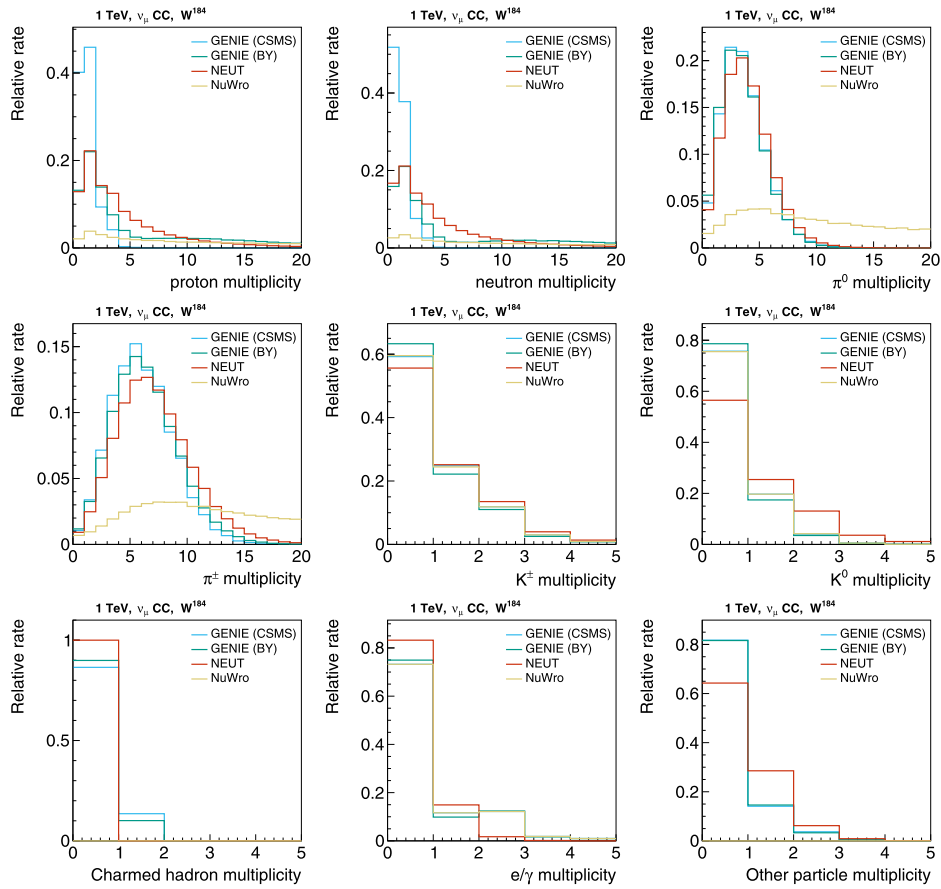 1 TeV, νμ CC, W¹⁸⁴
Relative rate
GENIE (CSMS)
GENIE (BY)
NEUT
NuWro
0.4
0.2
0
0 5 10 15 20
proton multiplicity
1 TeV, νμ CC, W¹⁸⁴
Relative rate
GENIE (CSMS)
GENIE (BY)
NEUT
NuWro
0.4
0.2
0
0 5 10 15 20
neutron multiplicity
1 TeV, νμ CC, W¹⁸⁴
Relative rate
GENIE (CSMS)
GENIE (BY)
NEUT
NuWro
0.2
0.15
0.1
0.05
0
0 5 10 15 20
π⁰ multiplicity
1 TeV, νμ CC, W¹⁸⁴
Relative rate
GENIE (CSMS)
GENIE (BY)
NEUT
NuWro
0.15
0.1
0.05
0
0 5 10 15 20
π± multiplicity
1 TeV, νμ CC, W¹⁸⁴
Relative rate
GENIE (CSMS)
GENIE (BY)
NEUT
NuWro
0.6
0.4
0.2
0
0 1 2 3 4 5
K± multiplicity
1 TeV, νμ CC, W¹⁸⁴
Relative rate
GENIE (CSMS)
GENIE (BY)
NEUT
NuWro
0.8
0.6
0.4
0.2
0
0 1 2 3 4 5
K⁰ multiplicity
1 TeV, νμ CC, W¹⁸⁴
Relative rate
GENIE (CSMS)
GENIE (BY)
NEUT
NuWro
1
0.5
0
0 1 2 3 4 5
Charmed hadron multiplicity
1 TeV, νμ CC, W¹⁸⁴
Relative rate
GENIE (CSMS)
GENIE (BY)
NEUT
NuWro
0.8
0.6
0.4
0.2
0
0 1 2 3 4 5
e/γ multiplicity
1 TeV, νμ CC, W¹⁸⁴
Relative rate
GENIE (CSMS)
GENIE (BY)
NEUT
NuWro
0.8
0.6
0.4
0.2
0
0 1 2 3 4 5
Other particle multiplicity